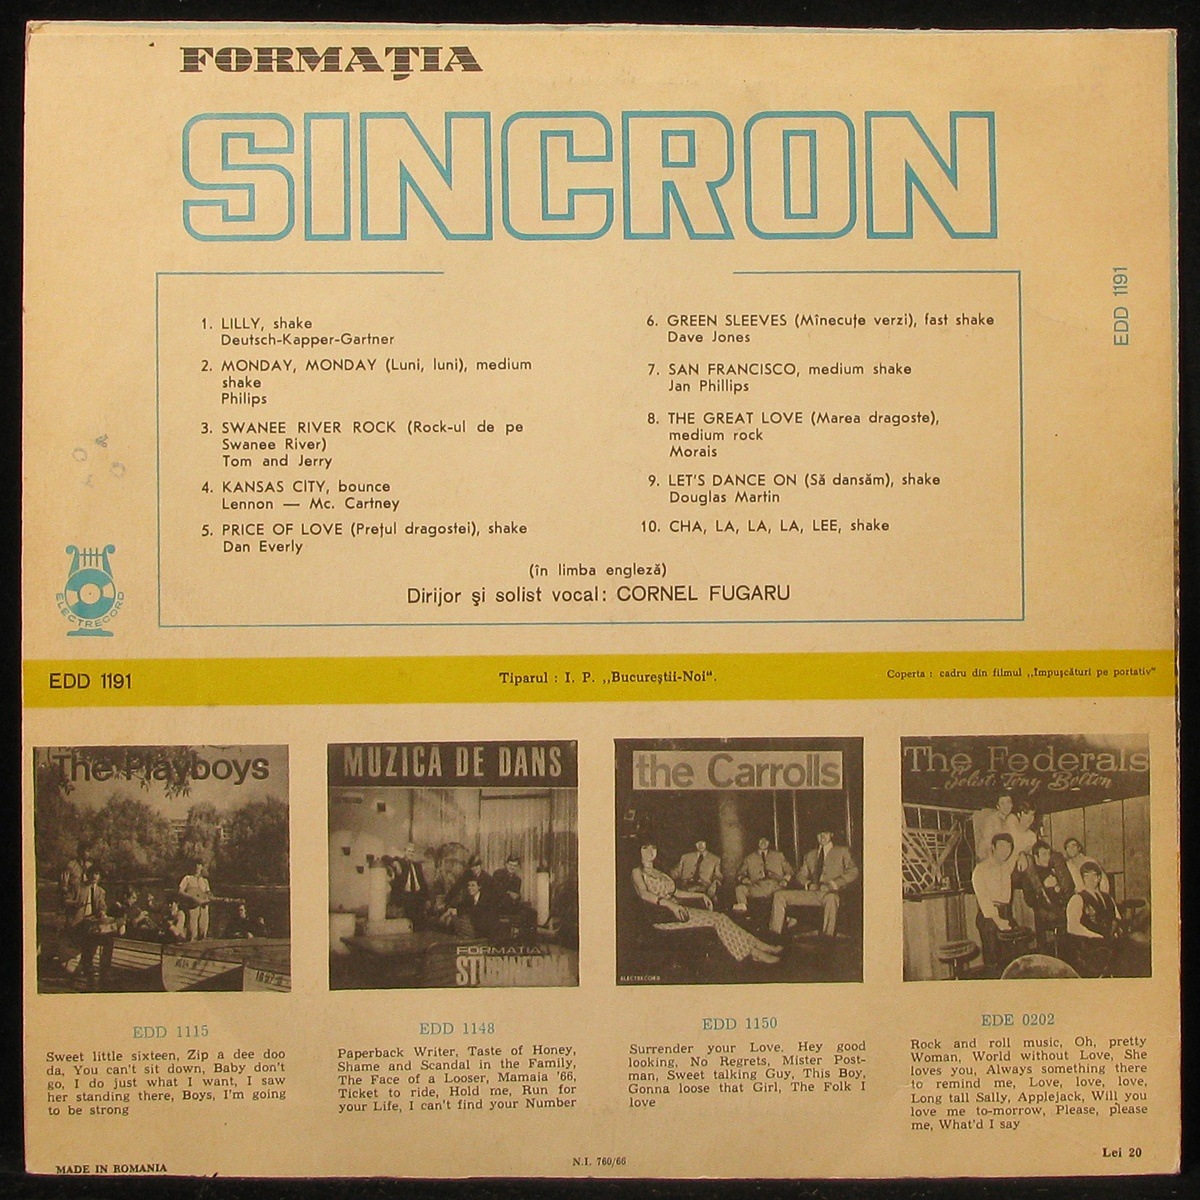 FORMAȚIA
SINCRON
EDD 1191
1. LILLY, shake
Deutsch-Kapper-Gartner
2. MONDAY, MONDAY (Luni, luni), medium
shake
Philips
3. SWANEE RIVER ROCK (Rock-ul de pe
Swanee River)
Tom and Jerry
4. KANSAS CITY, bounce
Lennon — Mc. Cartney
5. PRICE OF LOVE (Prețul dragostei), shake
Dan Everly
6. GREEN SLEEVES (Mînecuțe verzi), fast shake
Dave Jones
7. SAN FRANCISCO, medium shake
Jan Phillips
8. THE GREAT LOVE (Marea dragoste),
medium rock
Morais
9. LET'S DANCE ON (Să dansăm), shake
Douglas Martin
10. CHA, LA, LA, LA, LEE, shake
(în limba engleză)
Dirijor și solist vocal: CORNEL FUGARU
ELECTRECORD
EDD 1191
Tiparul : I. P. ,,Bucureștii-Noi“.
Coperta : cadru din filmul ,,Împușcături pe portativ“
The Playboys
MUZICĂ DE DANS
FORMAȚIA
the Carrolls
ELECTRECORD
The Federals
Solist: Tony Bolton
EDD 1115
Sweet little sixteen, Zip a dee doo
da, You can't sit down, Baby don't
go, I do just what I want, I saw
her standing there, Boys, I'm going
to be strong
EDD 1148
Paperback Writer, Taste of Honey,
Shame and Scandal in the Family,
The Face of a Looser, Mamaia '66,
Ticket to ride, Hold me, Run for
your Life, I can't find your Number
EDD 1150
Surrender your Love. Hey good
looking, No Regrets, Mister Post-
man, Sweet talking Guy, This Boy,
Gonna loose that Girl, The Folk I
love
EDE 0202
Rock and roll music, Oh, pretty
Woman, World without Love, She
loves you, Always something there
to remind me, Love, love, love,
Long tall Sally, Applejack, Will you
love me to-morrow, Please, please
me, What'd I say
MADE IN ROMANIA
N.I. 760/66
Lei 20